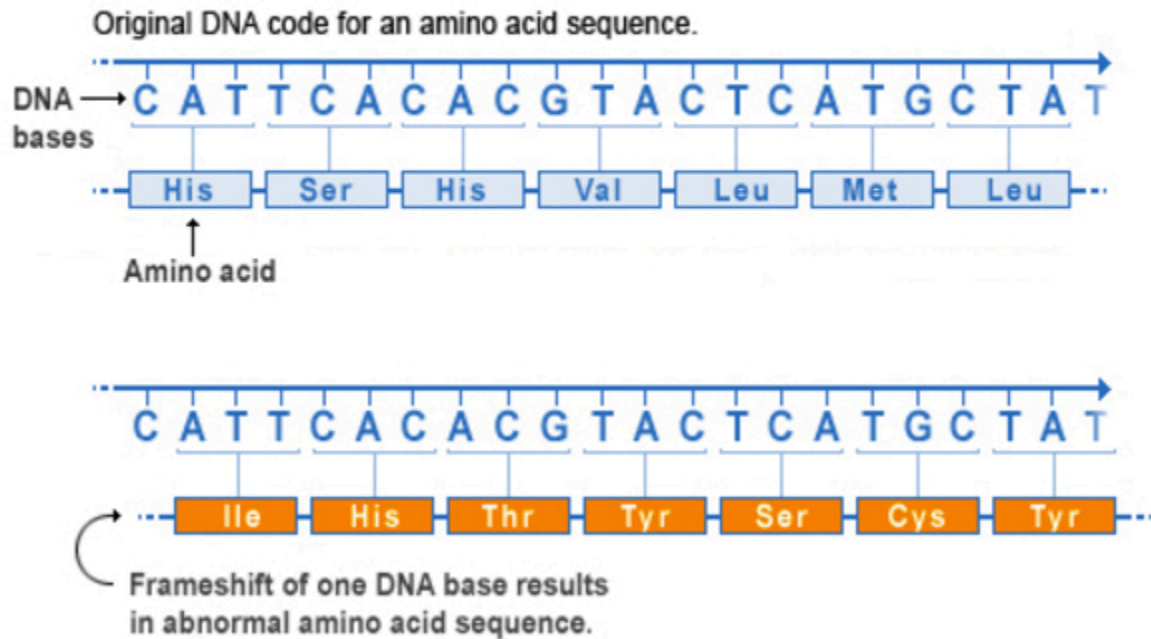 Original DNA code for an amino acid sequence.
DNA bases
C A T T C A C A C G T A C T C A T G C T A T
His Ser His Val Leu Met Leu
Amino acid
C A T T C A C A C G T A C T C A T G C T A T
Ile His Thr Tyr Ser Cys Tyr
Frameshift of one DNA base results
in abnormal amino acid sequence.